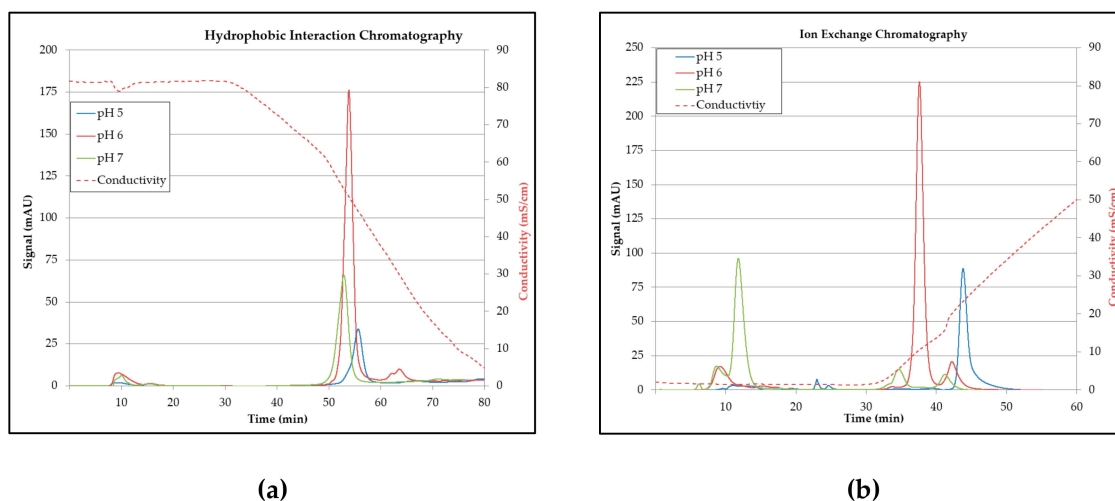 Hydrophobic Interaction Chromatography
200
175
150
125
100
75
50
25
0
Signal (mAU)
pH 5
pH 6
pH 7
Conductivity
90
80
70
60
50
40
30
20
10
0
Conductivity (mS/cm)
10 20 30 40 50 60 70 80
Time (min)
(a)
Ion Exchange Chromatography
250
225
200
175
150
125
100
75
50
25
0
Signal (mAU)
pH 5
pH 6
pH 7
Conductivtiy
90
80
70
60
50
40
30
20
10
0
Conductivity (mS/cm)
10 20 30 40 50 60
Time (min)
(b)